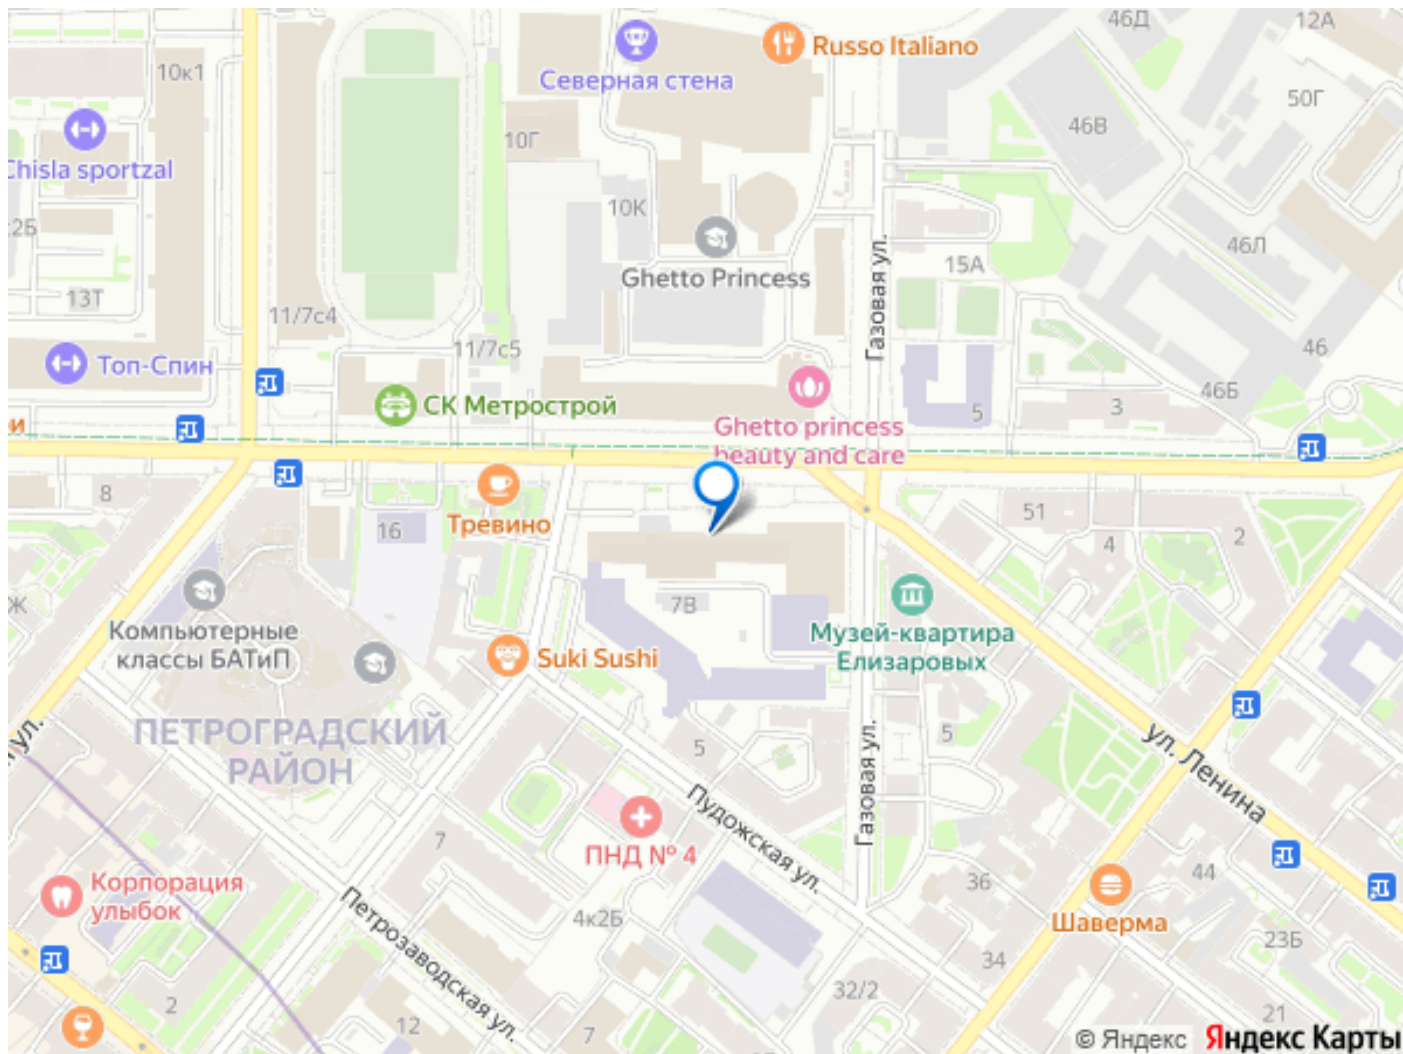 46Д
12А
10к1
Северная стена
Russo Italiano
50Г
46В
Chisla sportzal
10Г
10К
к2Б
Ghetto Princess
Газовая ул.
15А
46Л
13Т
11/7с4
11/7с5
46
Топ-Спин
46Б
СК Метрострой
5
3
Ghetto princess
beauty and care
и
8
16
Тревино
51
4
2
7В
Ж
Компьютерные
классы БАТиП
Suki Sushi
Музей-квартира
Елизаровых
ПЕТРОГРАДСКИЙ
РАЙОН
ул.
5
5
ул. Ленина
Газовая ул.
Пудожская ул.
7
ПНД № 4
Корпорация
улыбок
Петрозаводская ул.
4к2Б
36
44
Шаверма
23Б
34
32/2
2
12
7
21
© Яндекс Яндекс Карты